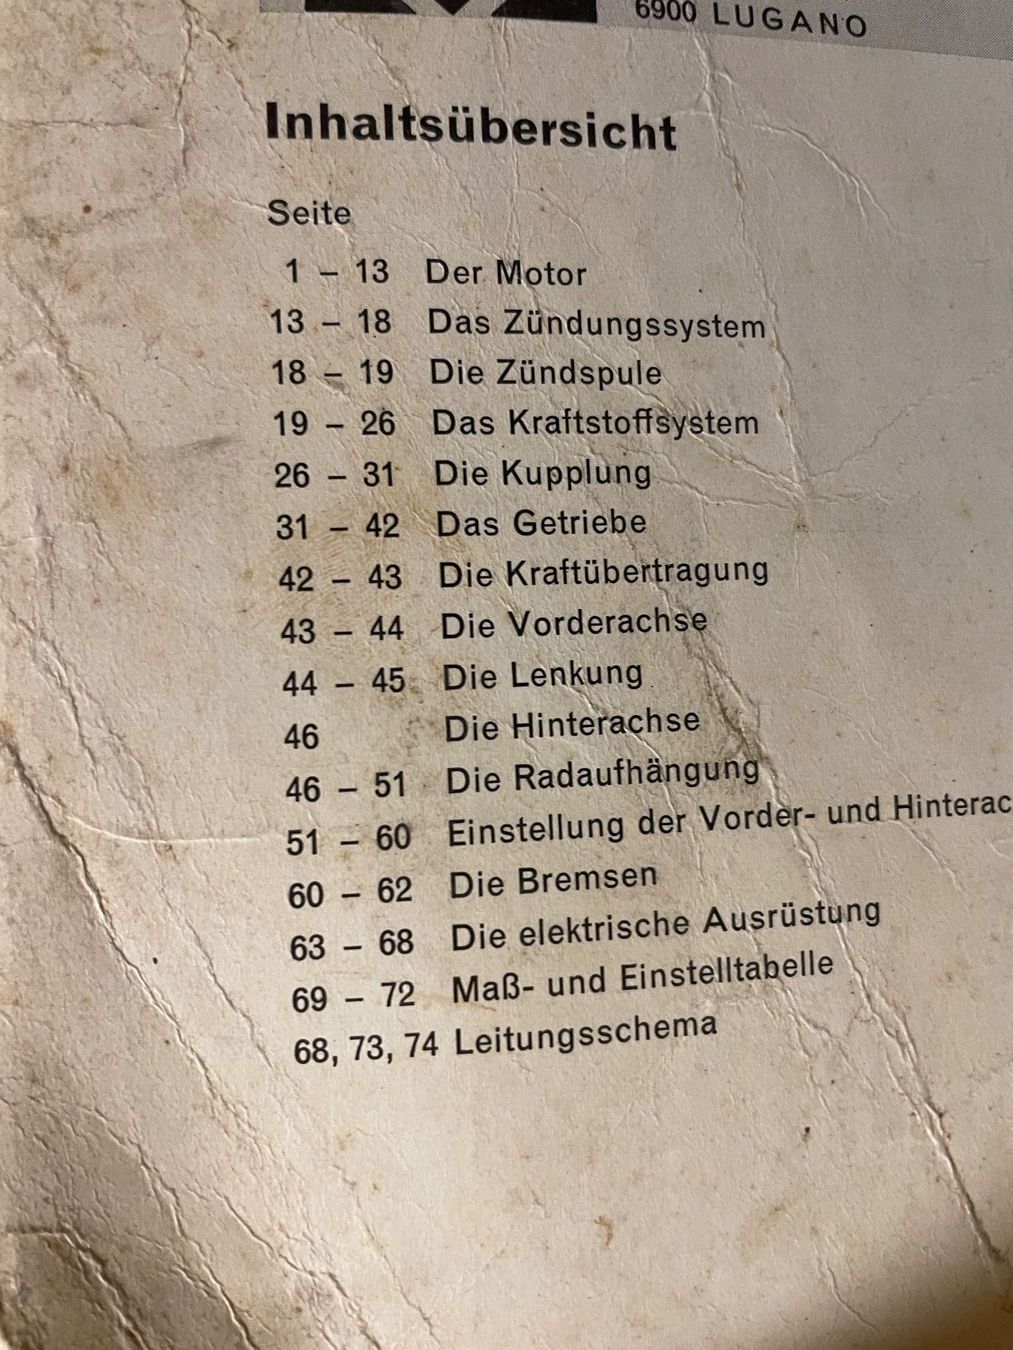 6900 LUGANO
Inhaltsübersicht
Seite
1 – 13 Der Motor
13 – 18 Das Zündungssystem
18 – 19 Die Zündspule
19 – 26 Das Kraftstoffsystem
26 – 31 Die Kupplung
31 – 42 Das Getriebe
42 – 43 Die Kraftübertragung
43 – 44 Die Vorderachse
44 – 45 Die Lenkung
46 Die Hinterachse
46 – 51 Die Radaufhängung
51 – 60 Einstellung der Vorder- und Hinterac
60 – 62 Die Bremsen
63 – 68 Die elektrische Ausrüstung
69 – 72 Maß- und Einstelltabelle
68, 73, 74 Leitungsschema